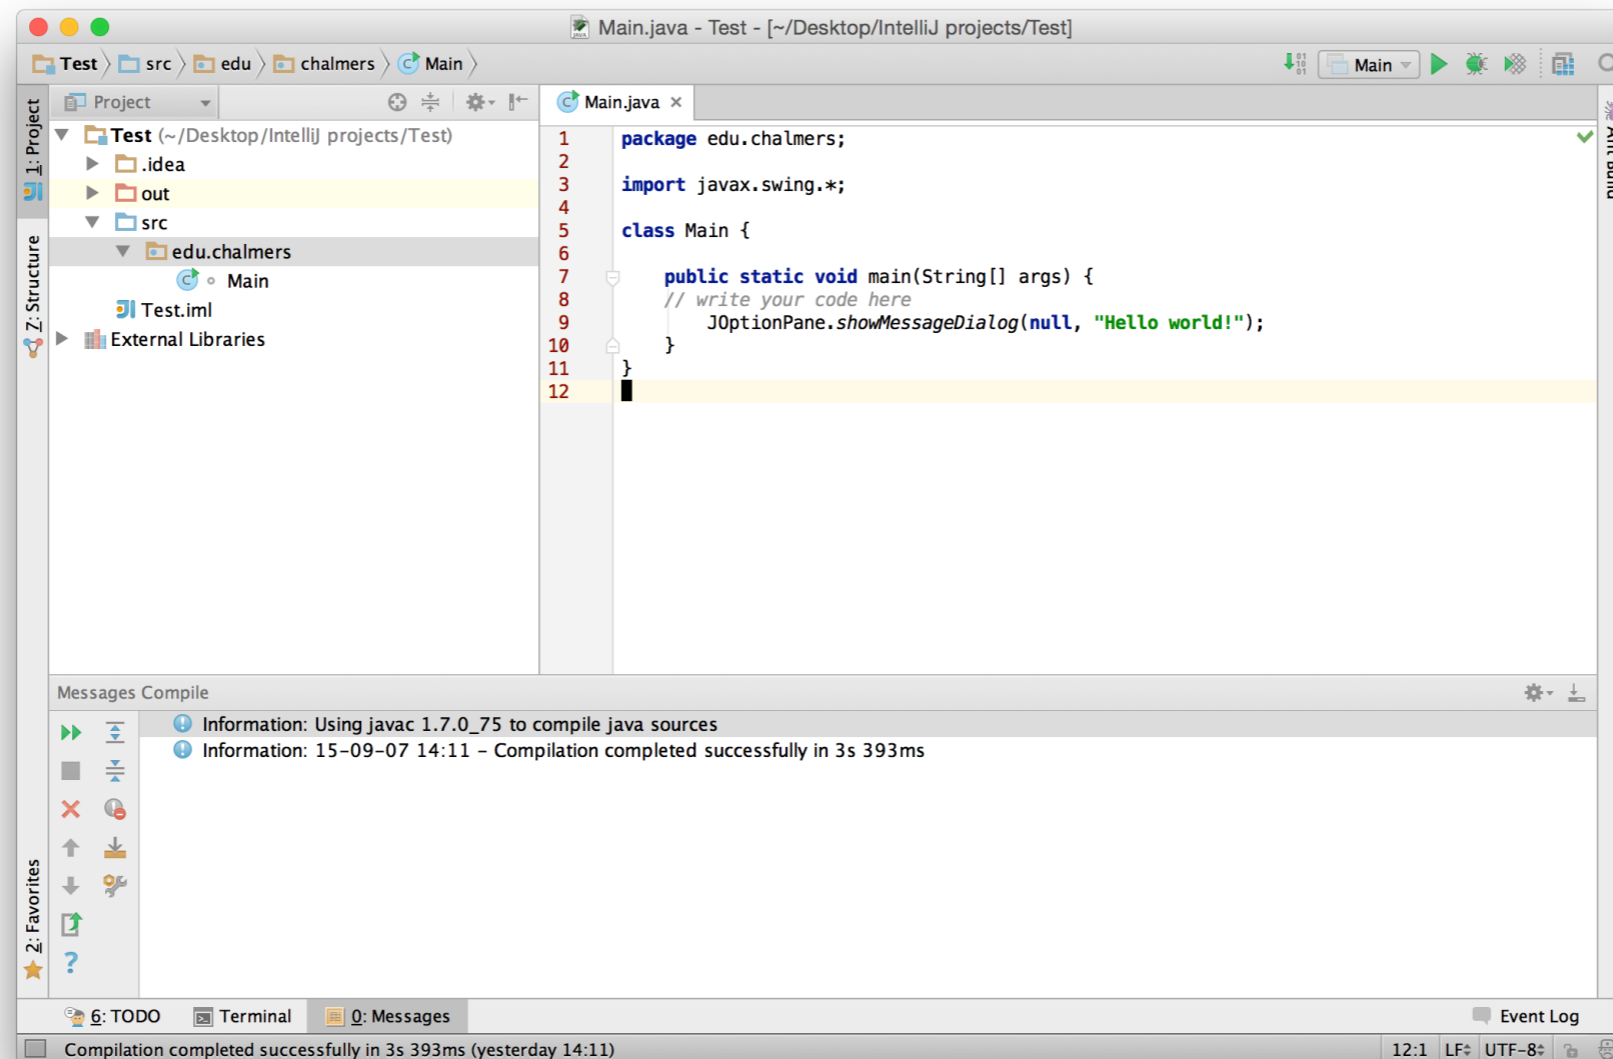 Main.java - Test - [~/Desktop/IntelliJ projects/Test]
Test src edu chalmers Main
Main
1: Project
Project
Main.java
Test (~/Desktop/IntelliJ projects/Test)
.idea
out
src
edu.chalmers
Main
Test.iml
External Libraries
7: Structure
2: Favorites
1 package edu.chalmers;
2
3 import javax.swing.*;
4
5 class Main {
6
7 public static void main(String[] args) {
8 // write your code here
9 JOptionPane.showMessageDialog(null, "Hello world!");
10 }
11 }
12
Ant Build
Messages Compile
Information: Using javac 1.7.0_75 to compile java sources
Information: 15-09-07 14:11 – Compilation completed successfully in 3s 393ms
6: TODO Terminal 0: Messages Event Log
Compilation completed successfully in 3s 393ms (yesterday 14:11) 12:1 LF UTF-8